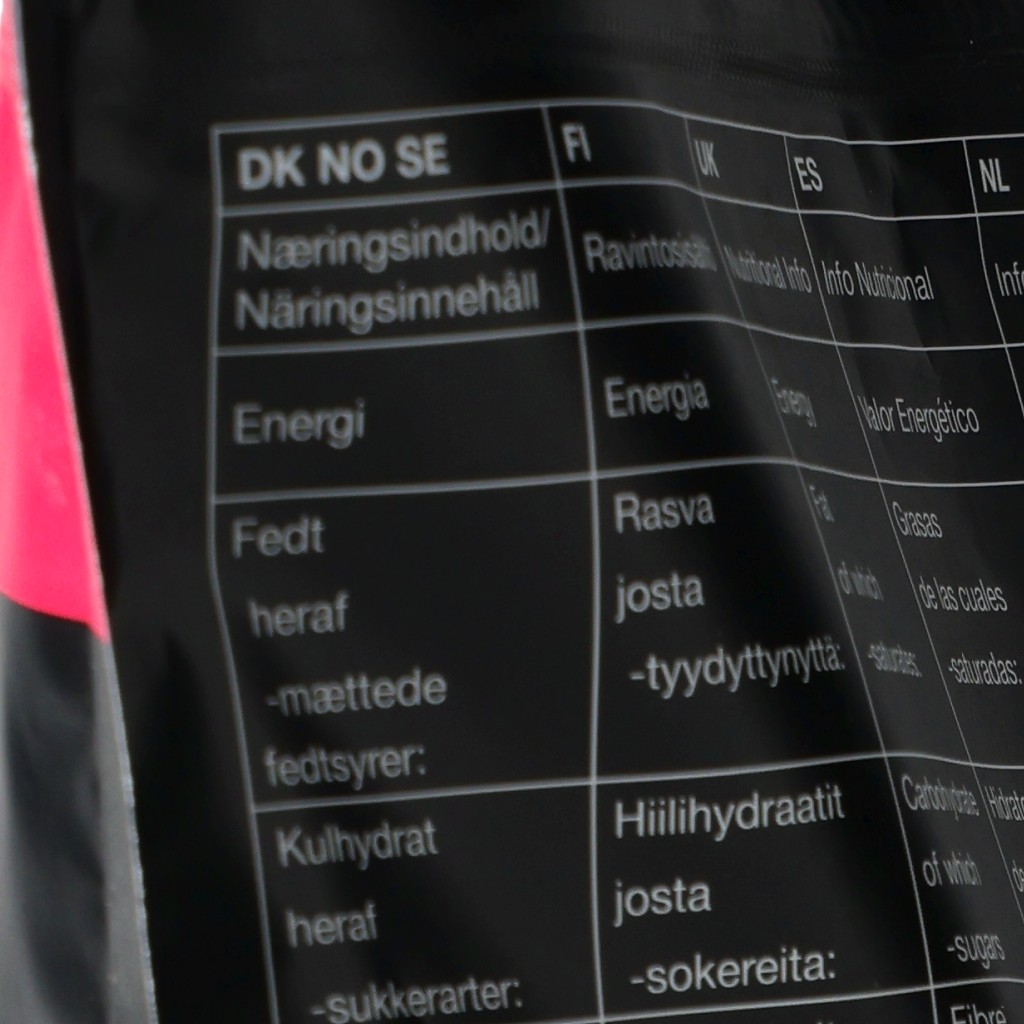 DK NO SE FI UK ES NL
Næringsindhold/
Näringsinnehåll
Ravintosisältö Nutritional Info Info Nutricional
Energi Energia Energy Valor Energético
Fedt Rasva Fat Grasas
heraf josta of which de las cuales
-mættede -tyydyttynyttä: -saturates: -saturadas:
fedtsyrer:
Kulhydrat Hiilihydraatit Carbohydrate
heraf josta of which
-sukkerarter: -sokereita: -sugars